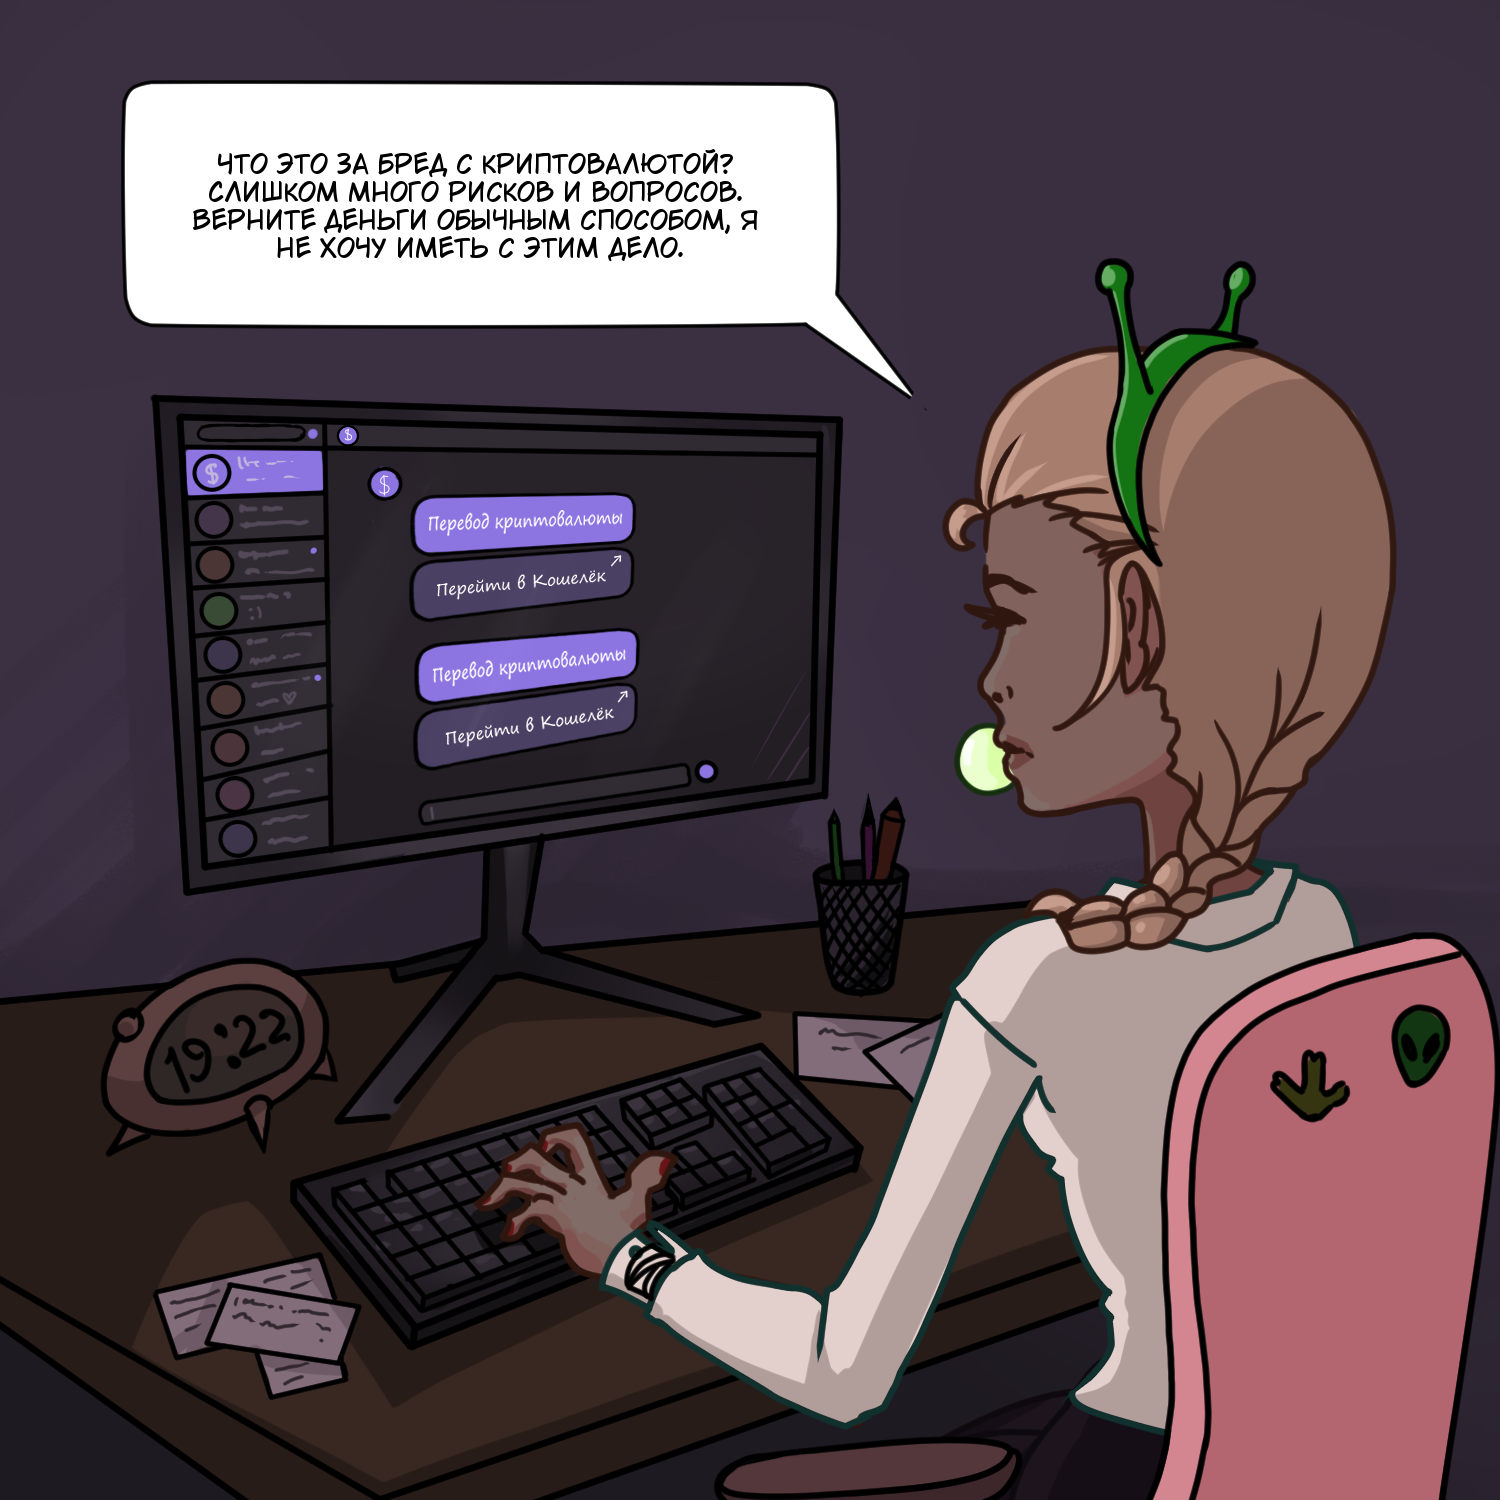 ЧТО ЭТО ЗА БРЕД С КРИПТОВАЛЮТОЙ?
СЛИШКОМ МНОГО РИСКОВ И ВОПРОСОВ.
ВЕРНИТЕ ДЕНЬГИ ОБЫЧНЫМ СПОСОБОМ, Я
НЕ ХОЧУ ИМЕТЬ С ЭТИМ ДЕЛО.
$
$
$
Перевод криптовалюты
Перейти в Кошелёк
Перевод криптовалюты
Перейти в Кошелёк
:)
19:22